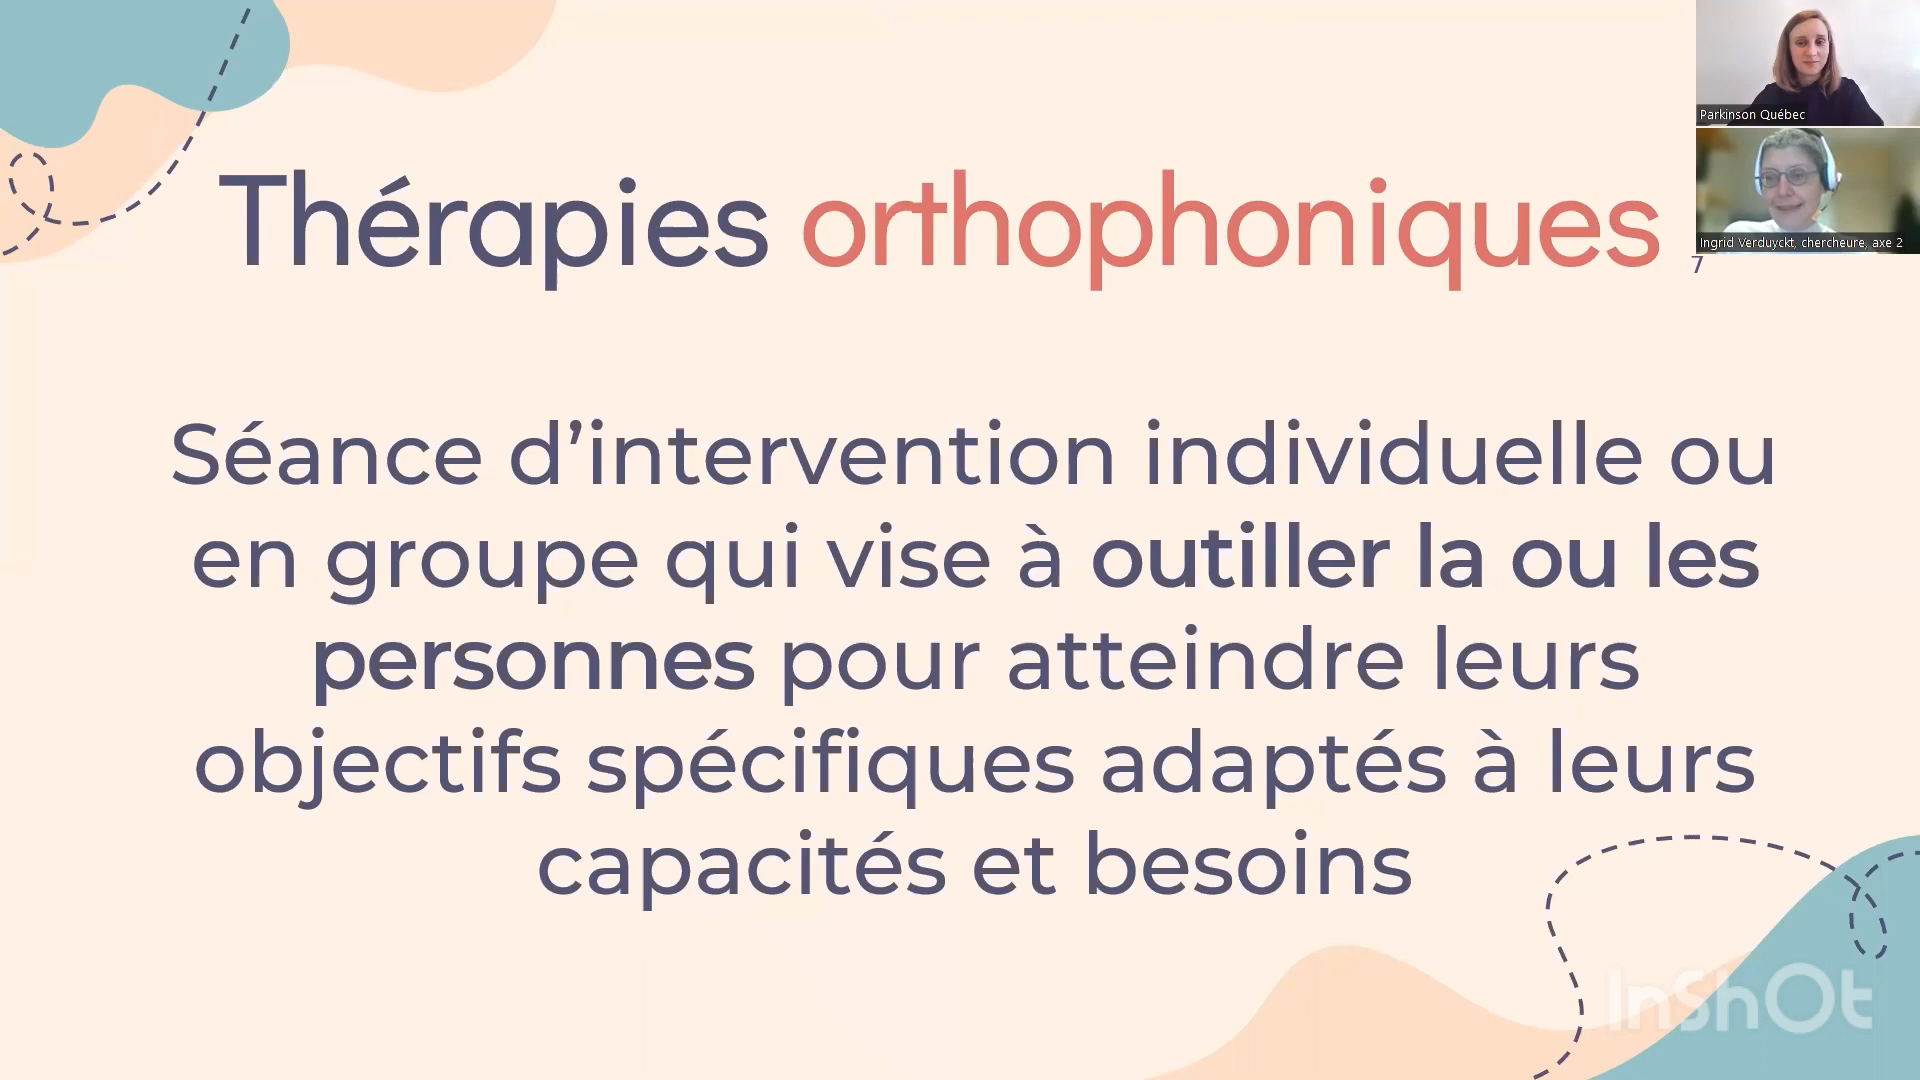 Parkinson Québec
Ingrid Verduyckt, chercheure, axe 2
7
Thérapies orthophoniques
Séance d’intervention individuelle ou
en groupe qui vise à outiller la ou les
personnes pour atteindre leurs
objectifs spécifiques adaptés à leurs
capacités et besoins
InShOt